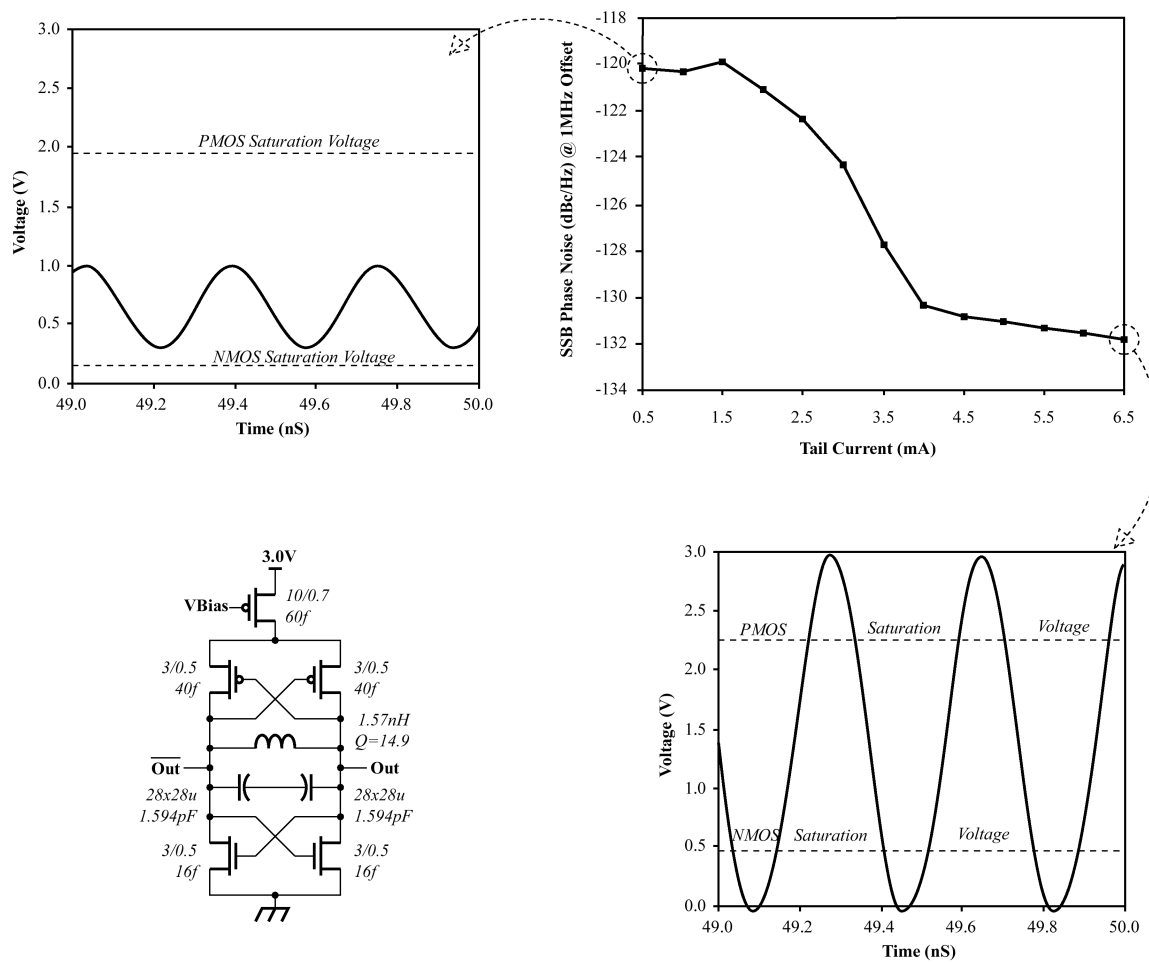 3.0
2.5
2.0
1.5
1.0
0.5
0.0
Voltage (V)
PMOS Saturation Voltage
NMOS Saturation Voltage
49.0 49.2 49.4 49.6 49.8 50.0
Time (nS)
-118
-120
-122
-124
-126
-128
-130
-132
-134
SSB Phase Noise (dBc/Hz) @ 1MHz Offset
0.5 1.5 2.5 3.5 4.5 5.5 6.5
Tail Current (mA)
3.0V
VBias
10/0.7
60f
3/0.5
40f
3/0.5
40f
1.57nH
Q=14.9
Out
Out
28x28u
1.594pF
28x28u
1.594pF
3/0.5
16f
3/0.5
16f
3.0
2.5
2.0
1.5
1.0
0.5
0.0
Voltage (V)
PMOS Saturation Voltage
NMOS Saturation Voltage
49.0 49.2 49.4 49.6 49.8 50.0
Time (nS)